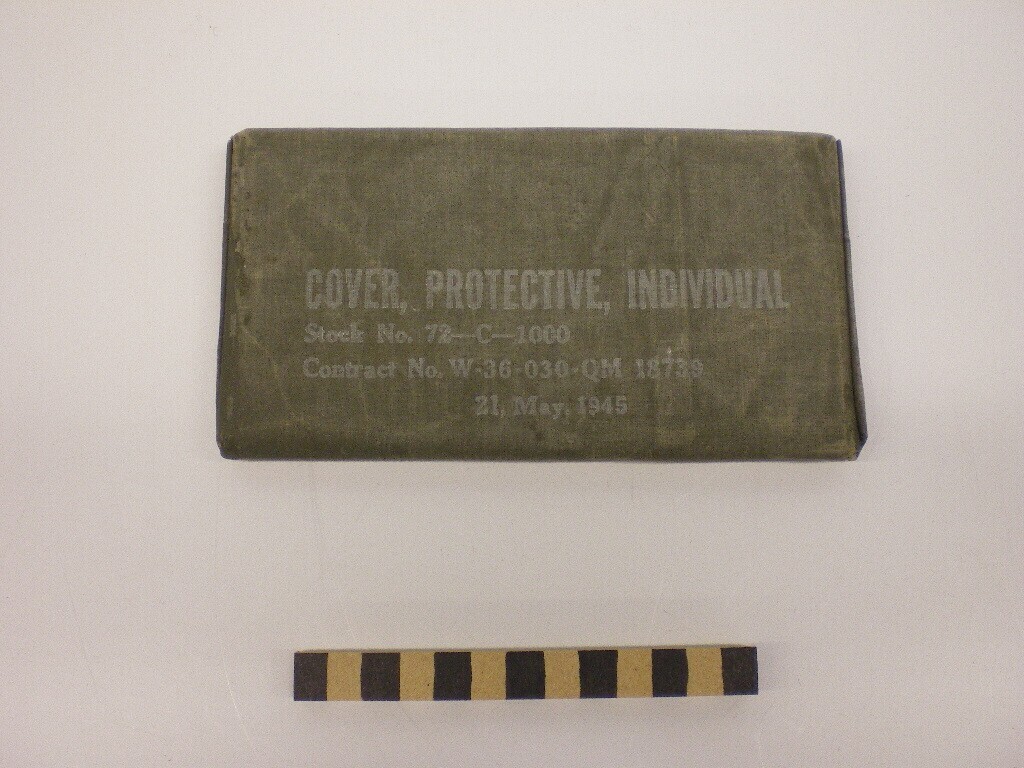 COVER, PROTECTIVE, INDIVIDUAL
Stock No. 72—C—1000
Contract No. W-36-030-QM 18739
21, May, 1945